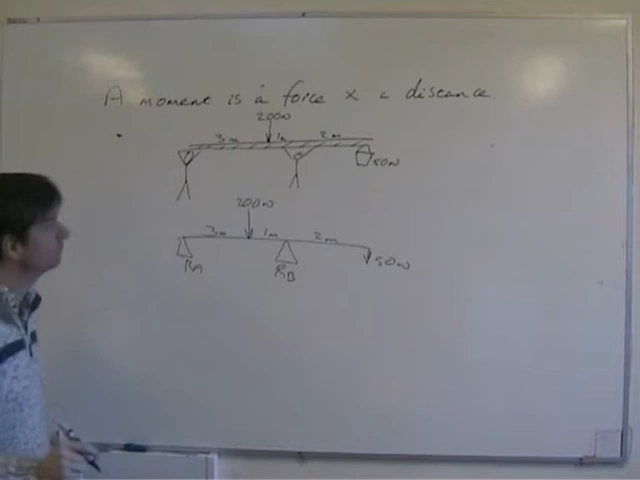 A moment is a force x a distance.
200N
3m 1m 2m
50N
200N
3m 1m 2m
RA RB 50N